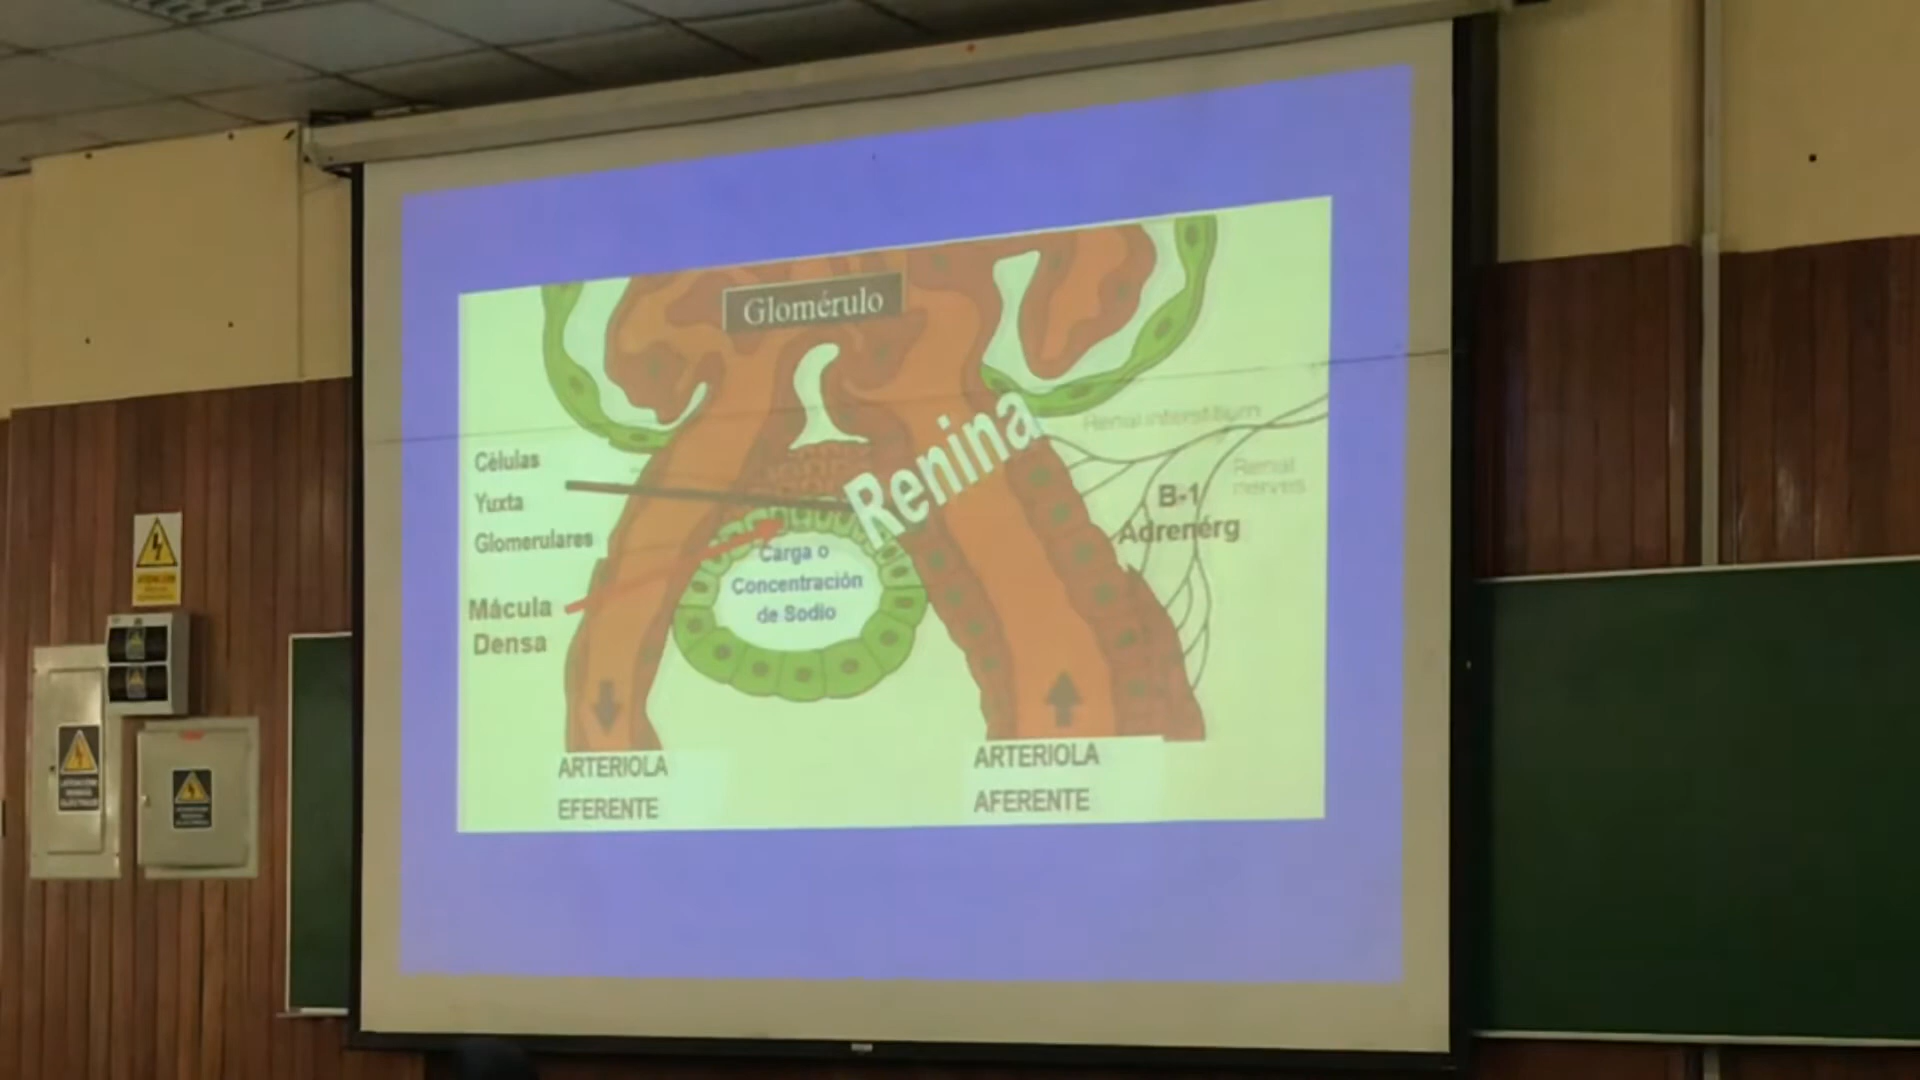 Glomérulo
Renina
Renal interstitium
Renal
nerves
Células
Yuxta
Glomerulares
B-1
Adrenérg
Carga o
Concentración
de Sodio
Mácula
Densa
ARTERIOLA
EFERENTE
ARTERIOLA
AFERENTE